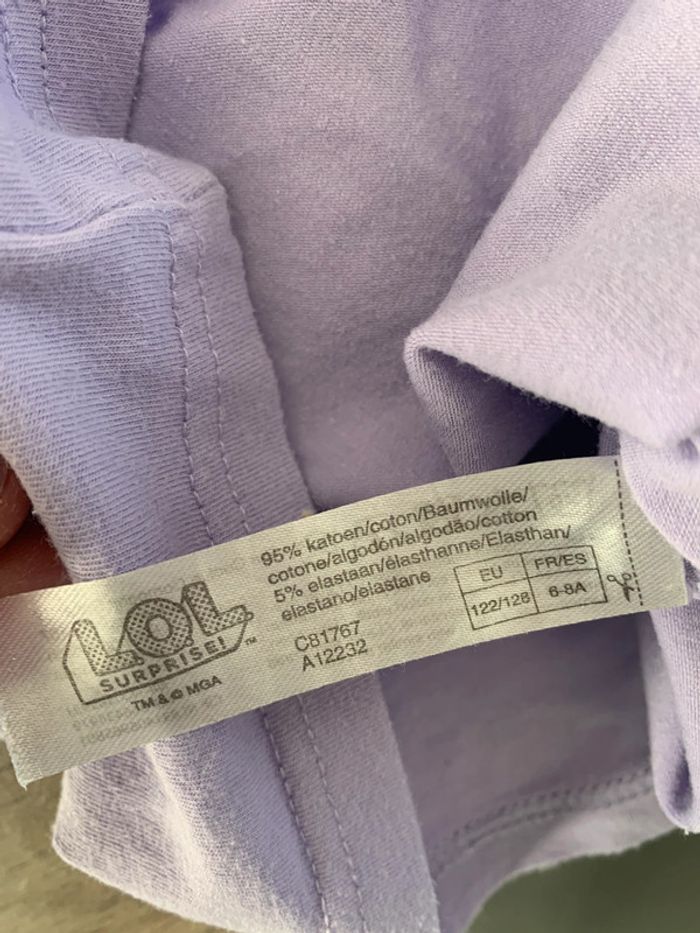 LOL
SURPRISE!™
TM & © MGA
95% katoen/coton/Baumwolle/
cotone/algodón/algodão/cotton
5% elastaan/élasthanne/Elasthan/
elastano/elastane
C81767
A12232
EU FR/ES
122/128 6-8A